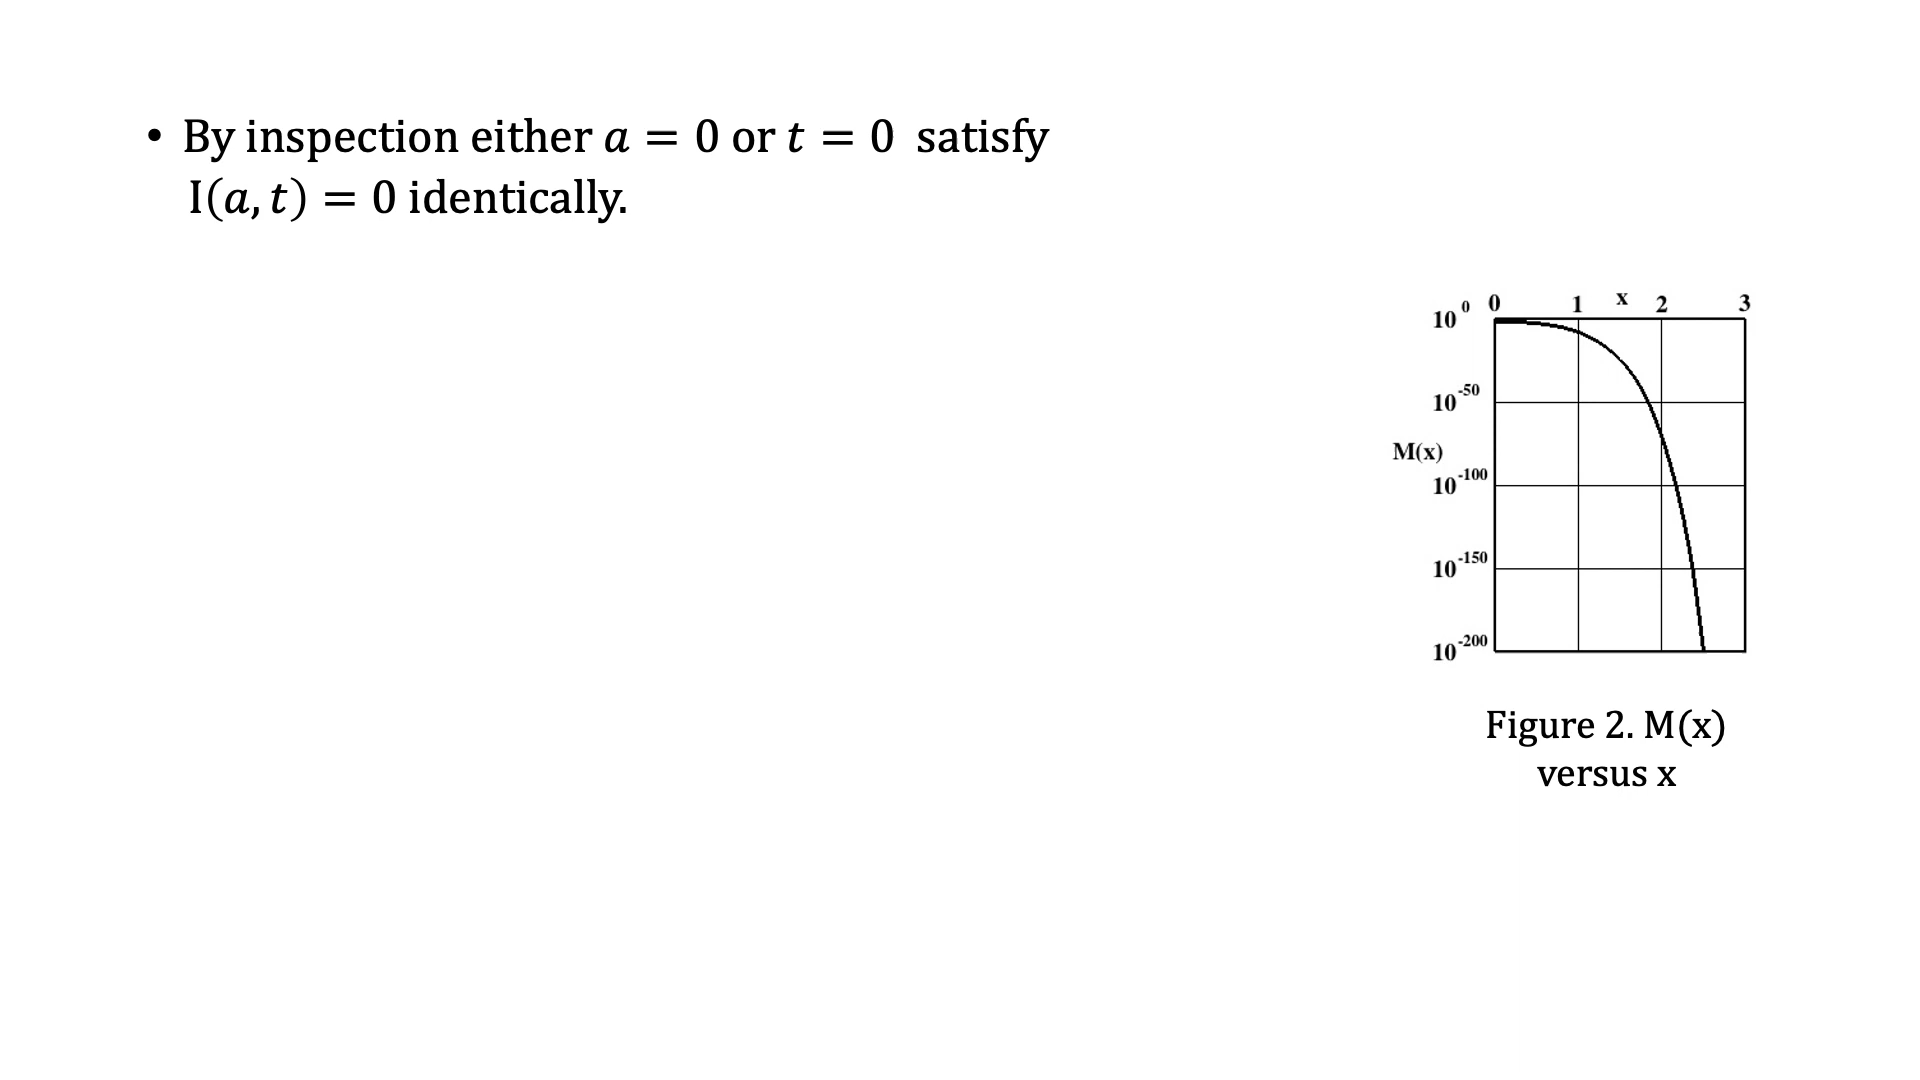 • By inspection either a = 0 or t = 0 satisfy
I(a, t) = 0 identically.
0 1 x 2 3
10^0
10^-50
M(x)
10^-100
10^-150
10^-200
Figure 2. M(x)
versus x